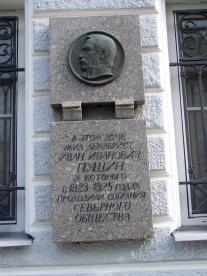 В ЭТОМ ДОМЕ
ЖИЛ ДЕКАБРИСТ
ИВАН ИВАНОВИЧ
ПУЩИН
У КОТОРОГО
В 1823-1825 ГОДАХ
ПРОХОДИЛИ СОБРАНИЯ
СЕВЕРНОГО
ОБЩЕСТВА